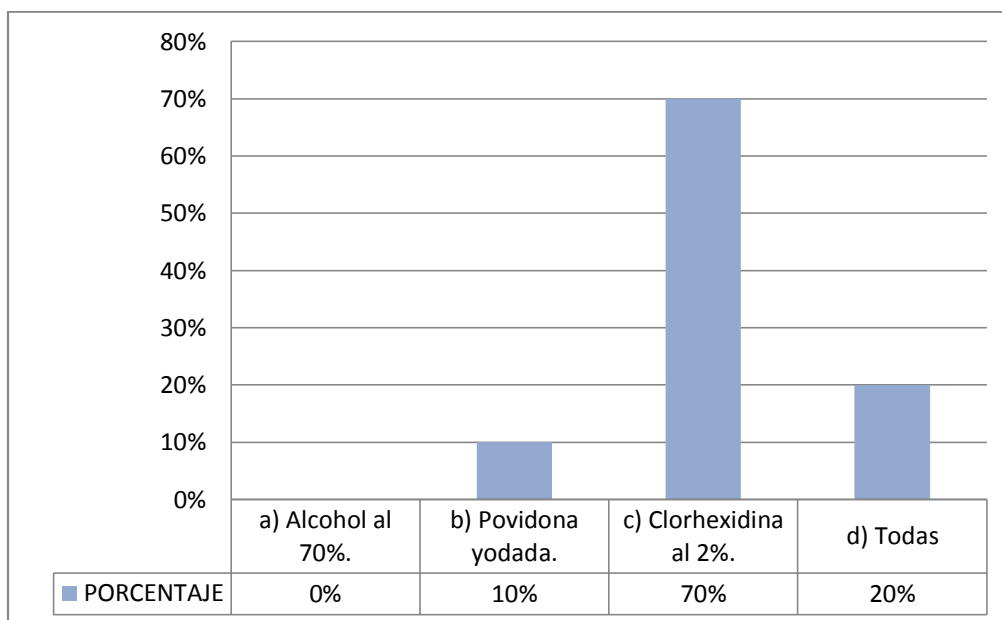 80%
70%
60%
50%
40%
30%
20%
10%
0%
a) Alcohol al
70%.
b) Povidona
yodada.
c) Clorhexidina
al 2%.
d) Todas
PORCENTAJE 0% 10% 70% 20%